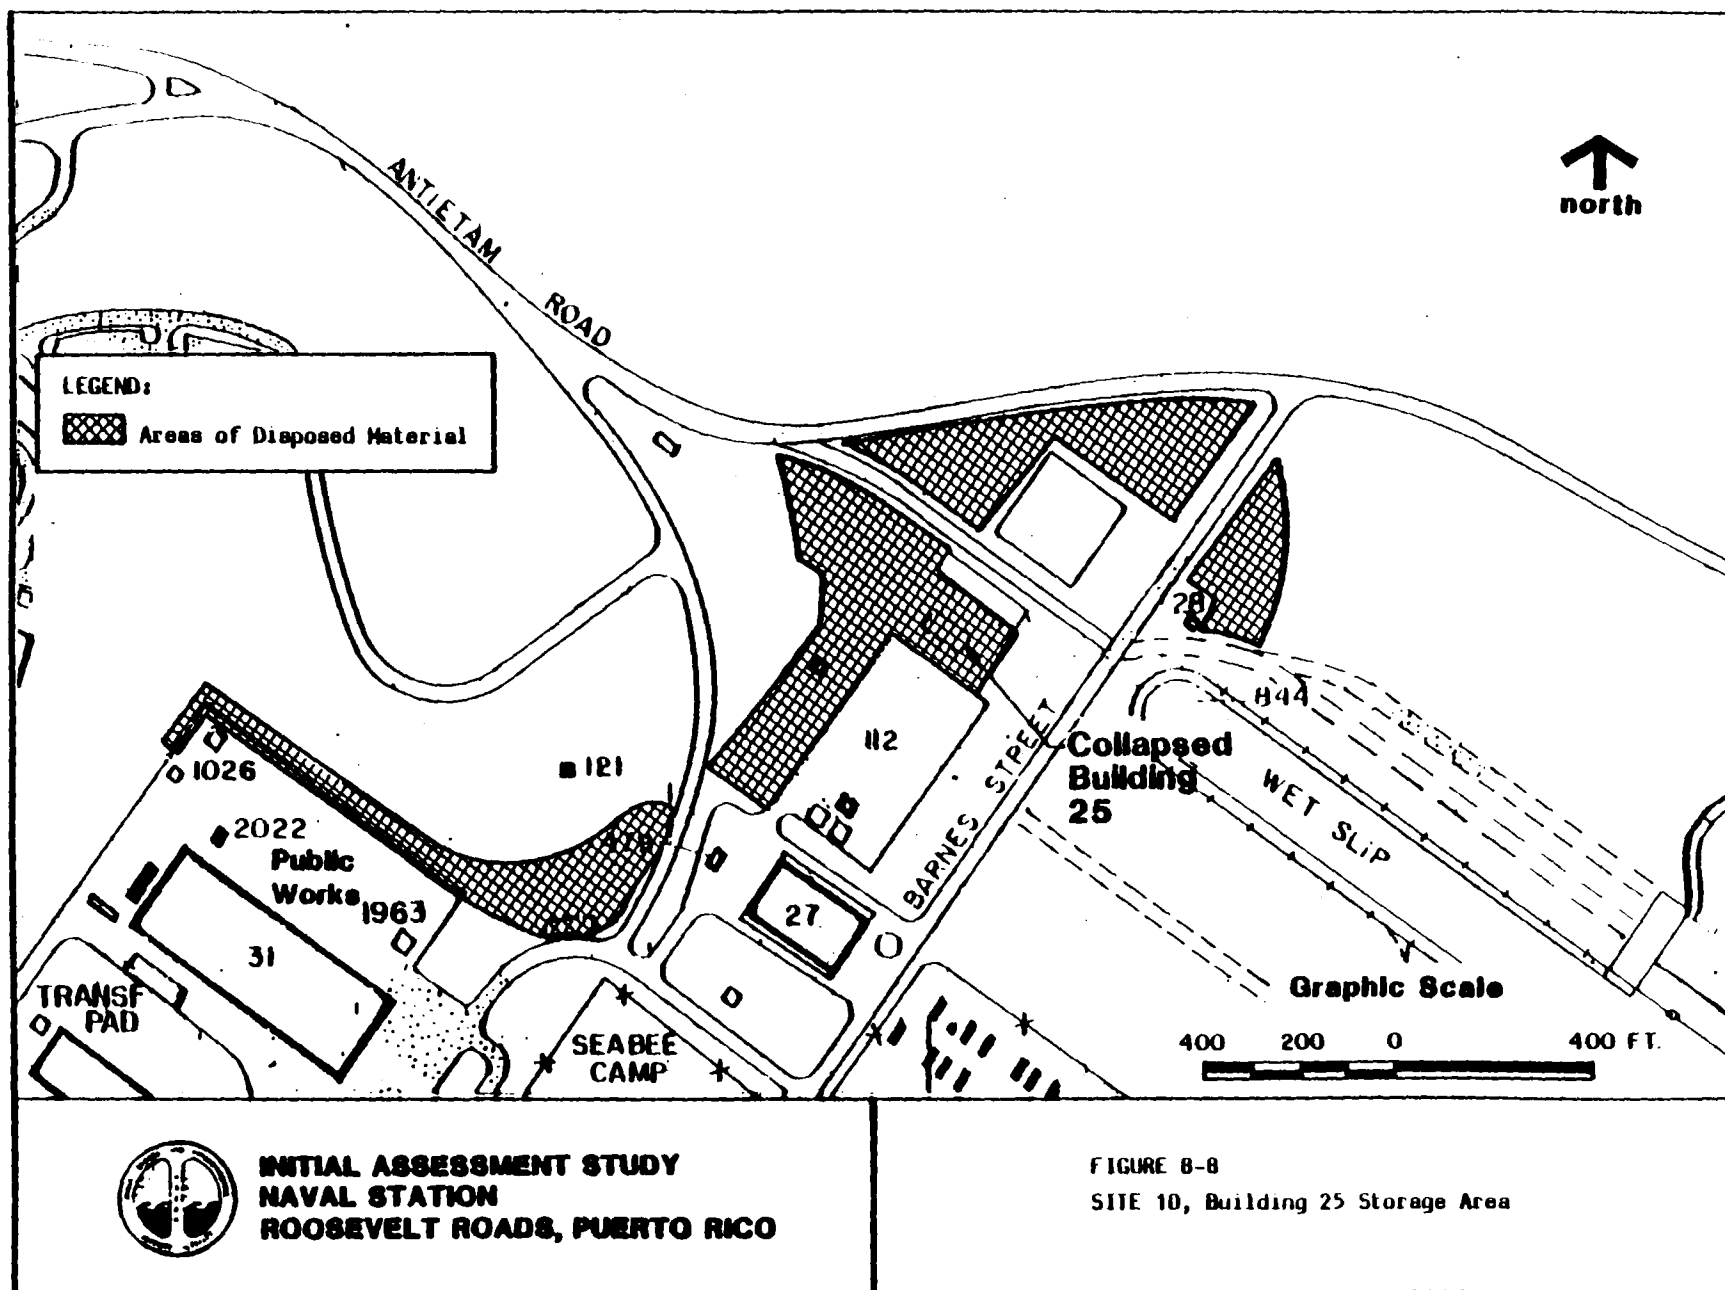 ANTIETAM
ROAD
north
LEGEND:
Areas of Disposed Material
28
844
112
Collapsed
Building
25
BARNES STREET
WET SLIP
1026
121
2022
Public
Works
1963
27
31
Graphic Scale
TRANSF
PAD
SEABEE
CAMP
400 200 0 400 FT.
INITIAL ASSESSMENT STUDY
NAVAL STATION
ROOSEVELT ROADS, PUERTO RICO
FIGURE 8-8
SITE 10, Building 25 Storage Area